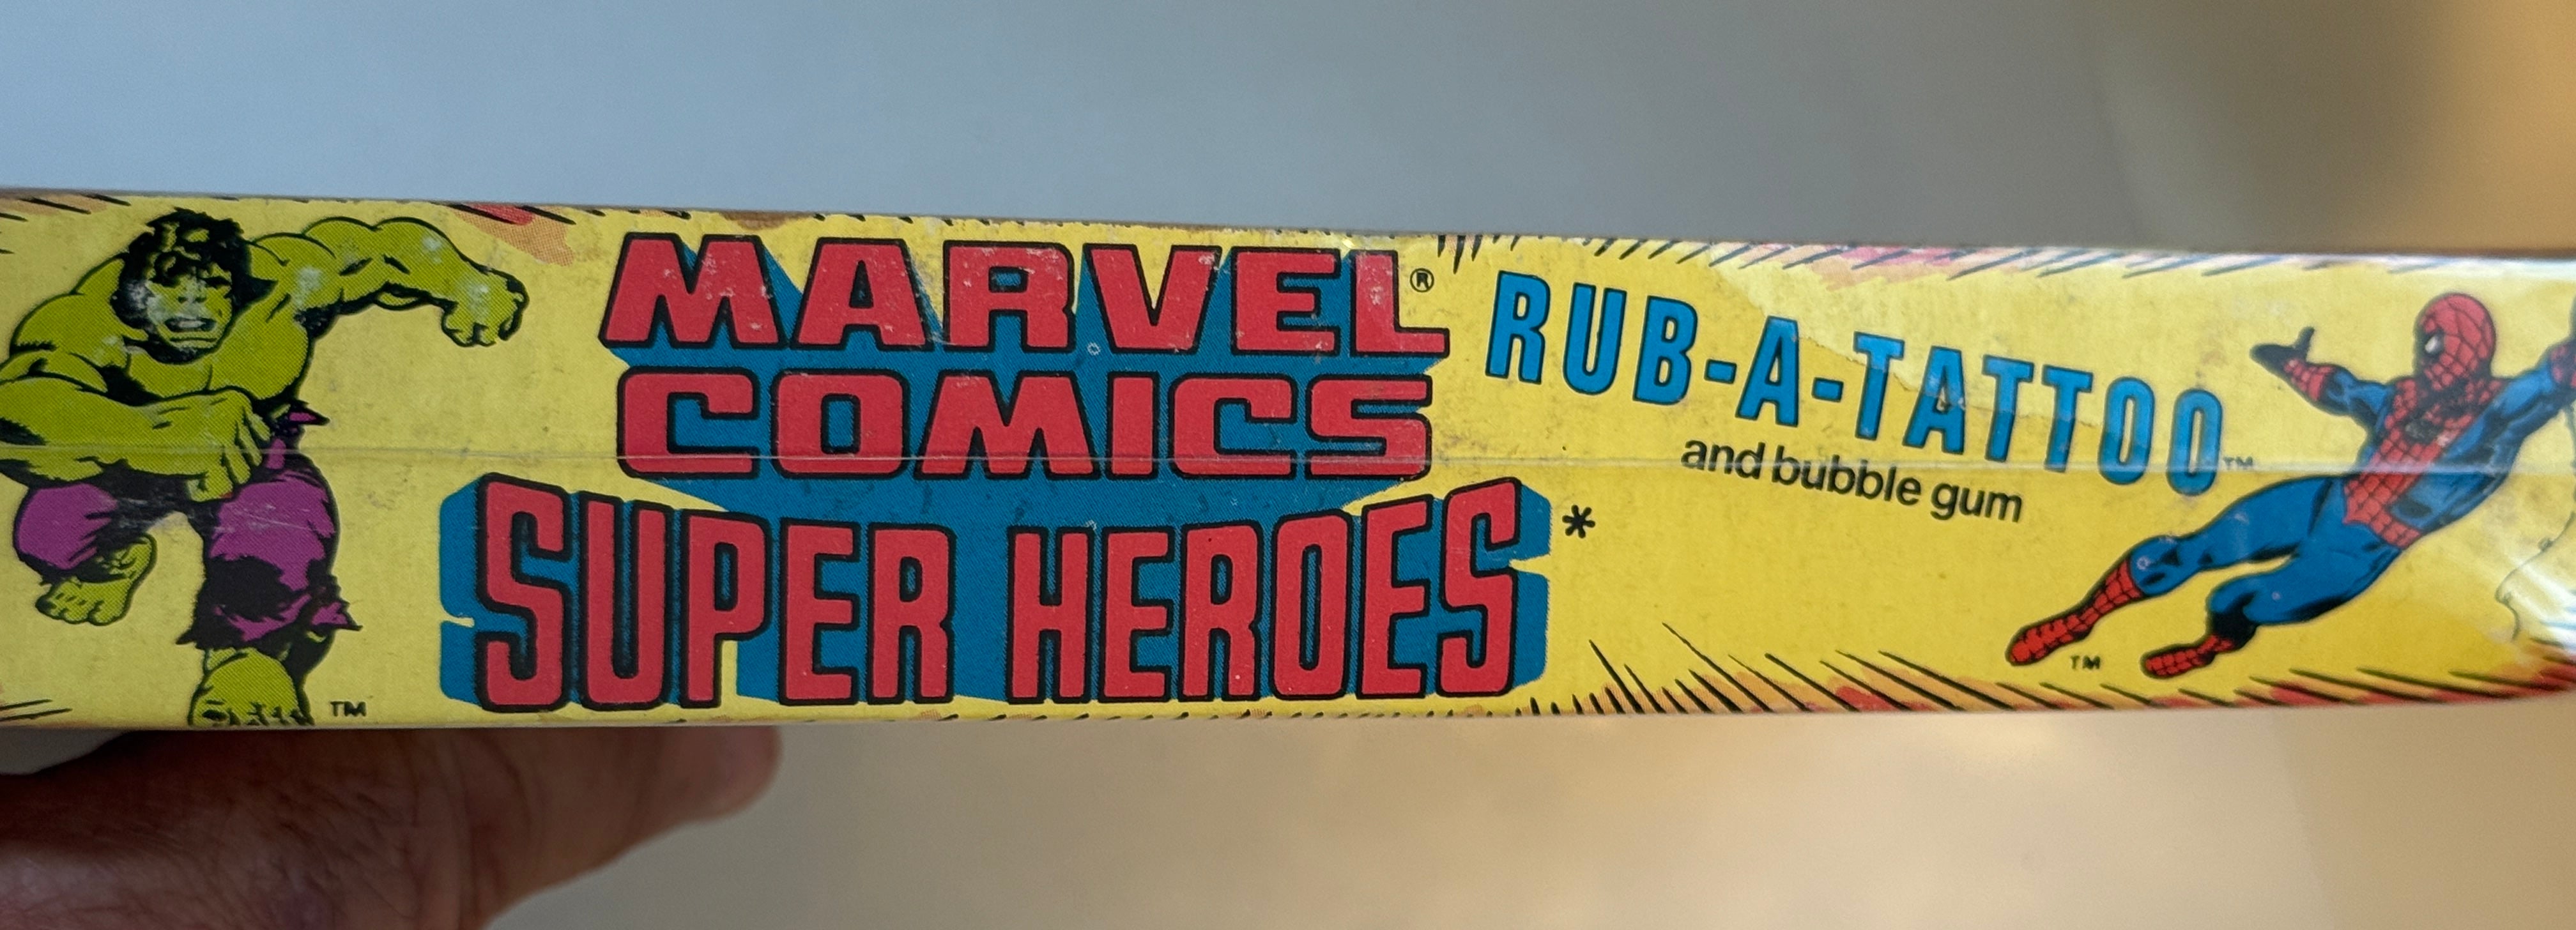 MARVEL®
COMICS
SUPER HEROES*
RUB-A-TATTOO™
and bubble gum
TM
TM